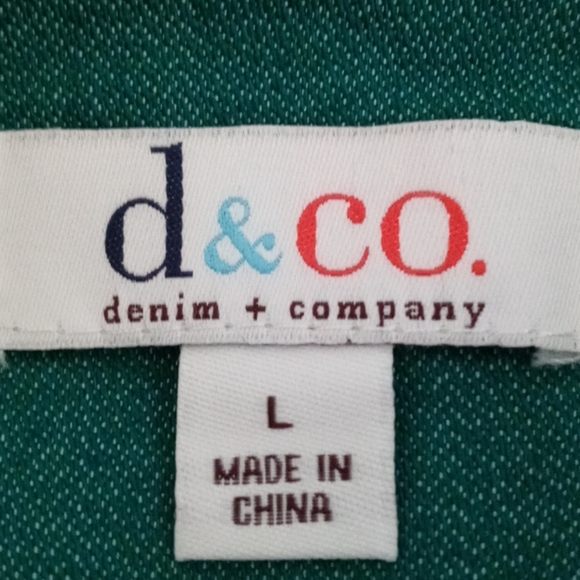 d&co.
denim + company
L
MADE IN
CHINA